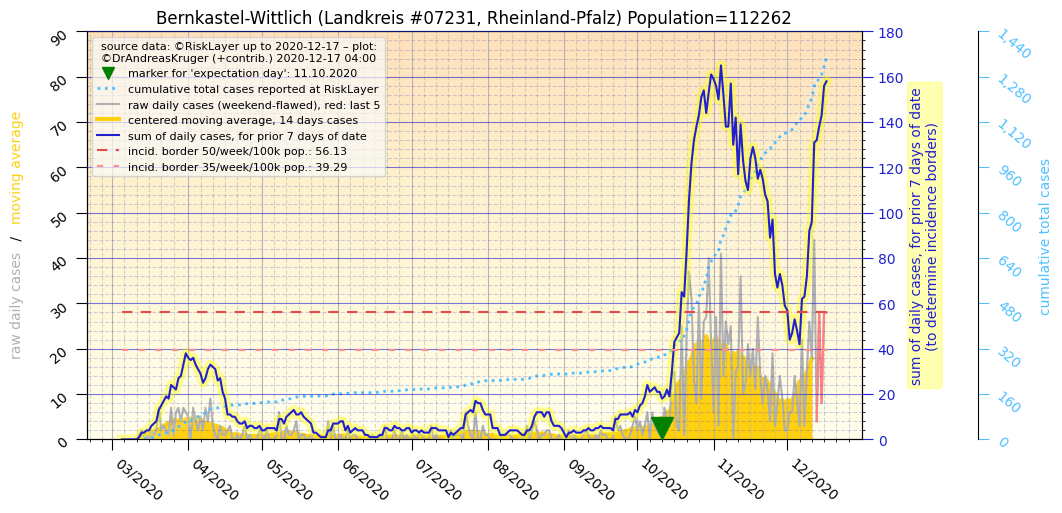 Bernkastel-Wittlich (Landkreis #07231, Rheinland-Pfalz) Population=112262
source data: ©RiskLayer up to 2020-12-17 – plot:
©DrAndreasKruger (+contrib.) 2020-12-17 04:00
marker for 'expectation day': 11.10.2020
cumulative total cases reported at RiskLayer
raw daily cases (weekend-flawed), red: last 5
centered moving average, 14 days cases
sum of daily cases, for prior 7 days of date
incid. border 50/week/100k pop.: 56.13
incid. border 35/week/100k pop.: 39.29
raw daily cases / moving average
90
80
70
60
50
40
30
20
10
0
03/2020
04/2020
05/2020
06/2020
07/2020
08/2020
09/2020
10/2020
11/2020
12/2020
180
160
140
120
100
80
60
40
20
0
sum of daily cases, for prior 7 days of date
(to determine incidence borders)
1,440
1,280
1,120
960
800
640
480
320
160
0
cumulative total cases